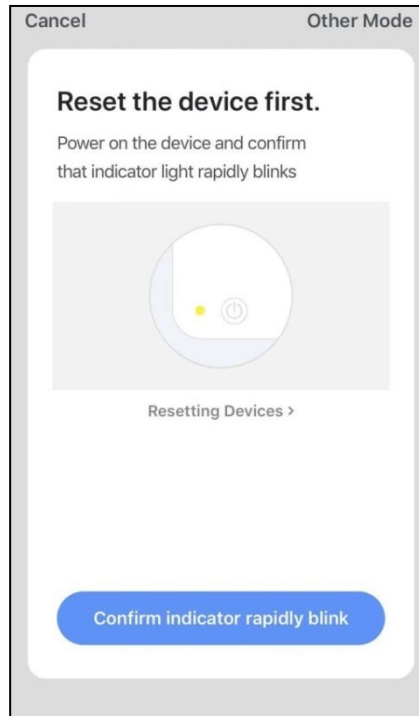 Cancel
Other Mode
Reset the device first.
Power on the device and confirm
that indicator light rapidly blinks
Resetting Devices >
Confirm indicator rapidly blink